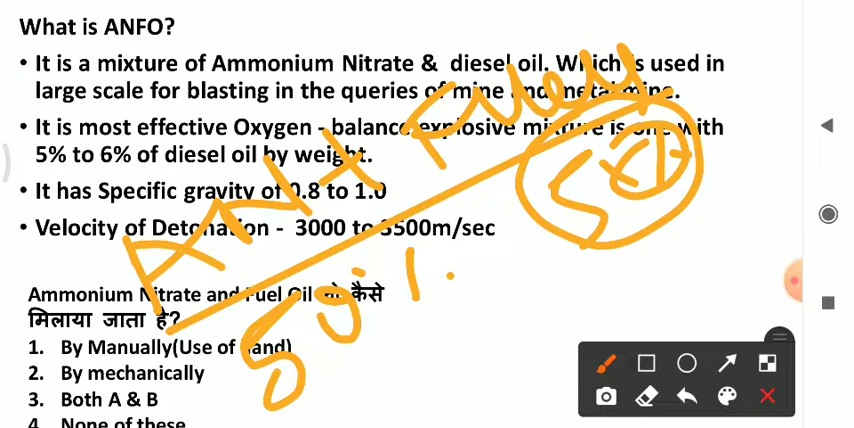 What is ANFO?
• It is a mixture of Ammonium Nitrate & diesel oil. Which is used in
large scale for blasting in the queries of mine and metal mine.
• It is most effective Oxygen - balance explosive mixture is one with
5% to 6% of diesel oil by weight.
• It has Specific gravity of 0.8 to 1.0
• Velocity of Detonation - 3000 to 3500m/sec
AN + Fuel
Ammonium Nitrate and Fuel Oil को कैसे
मिलाया जाता है?
1. By Manually(Use of hand)
2. By mechanically
3. Both A & B
4. None of these